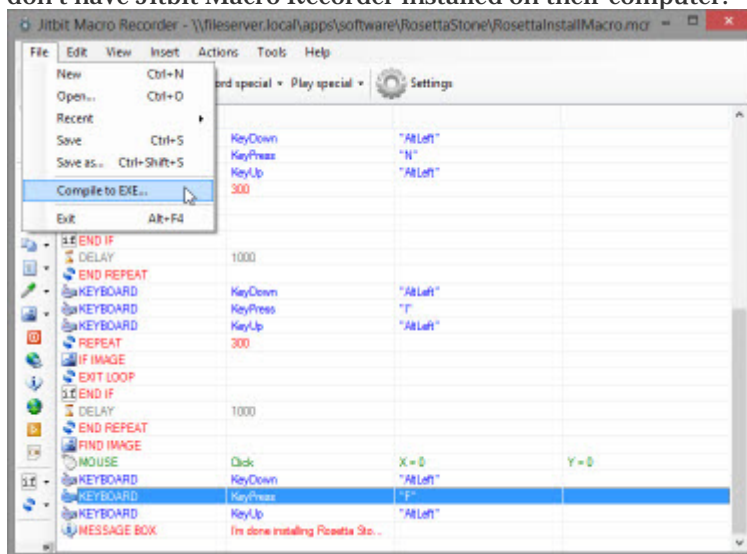 don't have Jitbit Macro Recorder installed on their computer.
Jitbit Macro Recorder - \\fileserver.local\apps\software\RosettaStone\RosettaInstallMacro.mcr
File Edit View Insert Actions Tools Help
special Play special Settings
New Ctrl+N
Open... Ctrl+O
Recent
Save Ctrl+S
Save as... Ctrl+Shift+S
Compile to EXE...
Exit Alt+F4
KeyDown "AltLeft"
KeyPress "N"
KeyUp "AltLeft"
300
END IF
DELAY 1000
END REPEAT
KEYBOARD KeyDown "AltLeft"
KEYBOARD KeyPress "I"
KEYBOARD KeyUp "AltLeft"
REPEAT 300
IF IMAGE
EXIT LOOP
END IF
DELAY 1000
END REPEAT
FIND IMAGE
MOUSE Click X = 0 Y = 0
KEYBOARD KeyDown "AltLeft"
KEYBOARD KeyPress "F"
KEYBOARD KeyUp "AltLeft"
MESSAGE BOX I'm done installing Rosetta Sto...